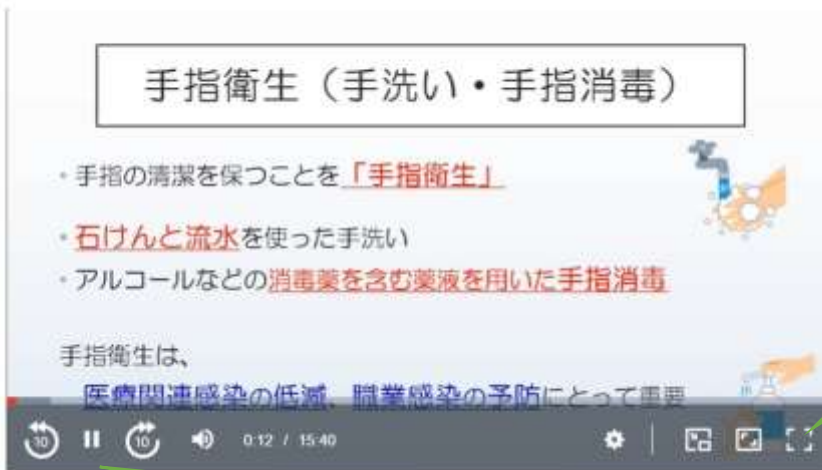 手指衛生（手洗い・手指消毒）
・手指の清潔を保つことを「手指衛生」
・石けんと流水を使った手洗い
・アルコールなどの消毒薬を含む薬液を用いた手指消毒
手指衛生は、
医療関連感染の低減、職業感染の予防にとって重要
10 10 0:12 / 15:40